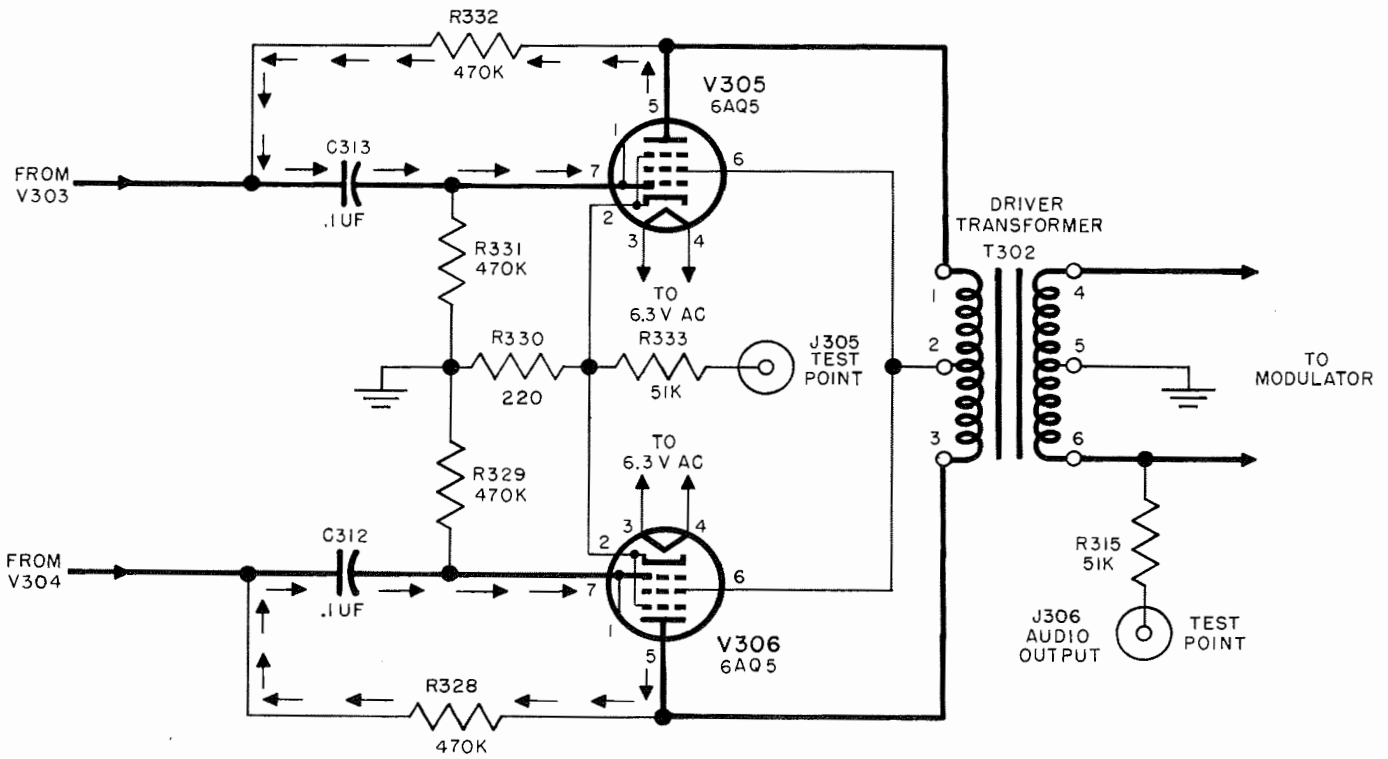 R332
470K
V305
6AQ5
5
1
C313
7
6
FROM
V303
.1UF
2
3
4
R331
470K
TO
6.3V AC
DRIVER
TRANSFORMER
T302
1
4
R330
220
R333
51K
J305
TEST
POINT
2
5
TO
MODULATOR
3
6
TO
6.3V AC
R329
470K
3
4
2
C312
FROM
V304
.1UF
7
6
1
5
V306
6AQ5
R328
470K
R315
51K
J306
AUDIO
OUTPUT
TEST
POINT